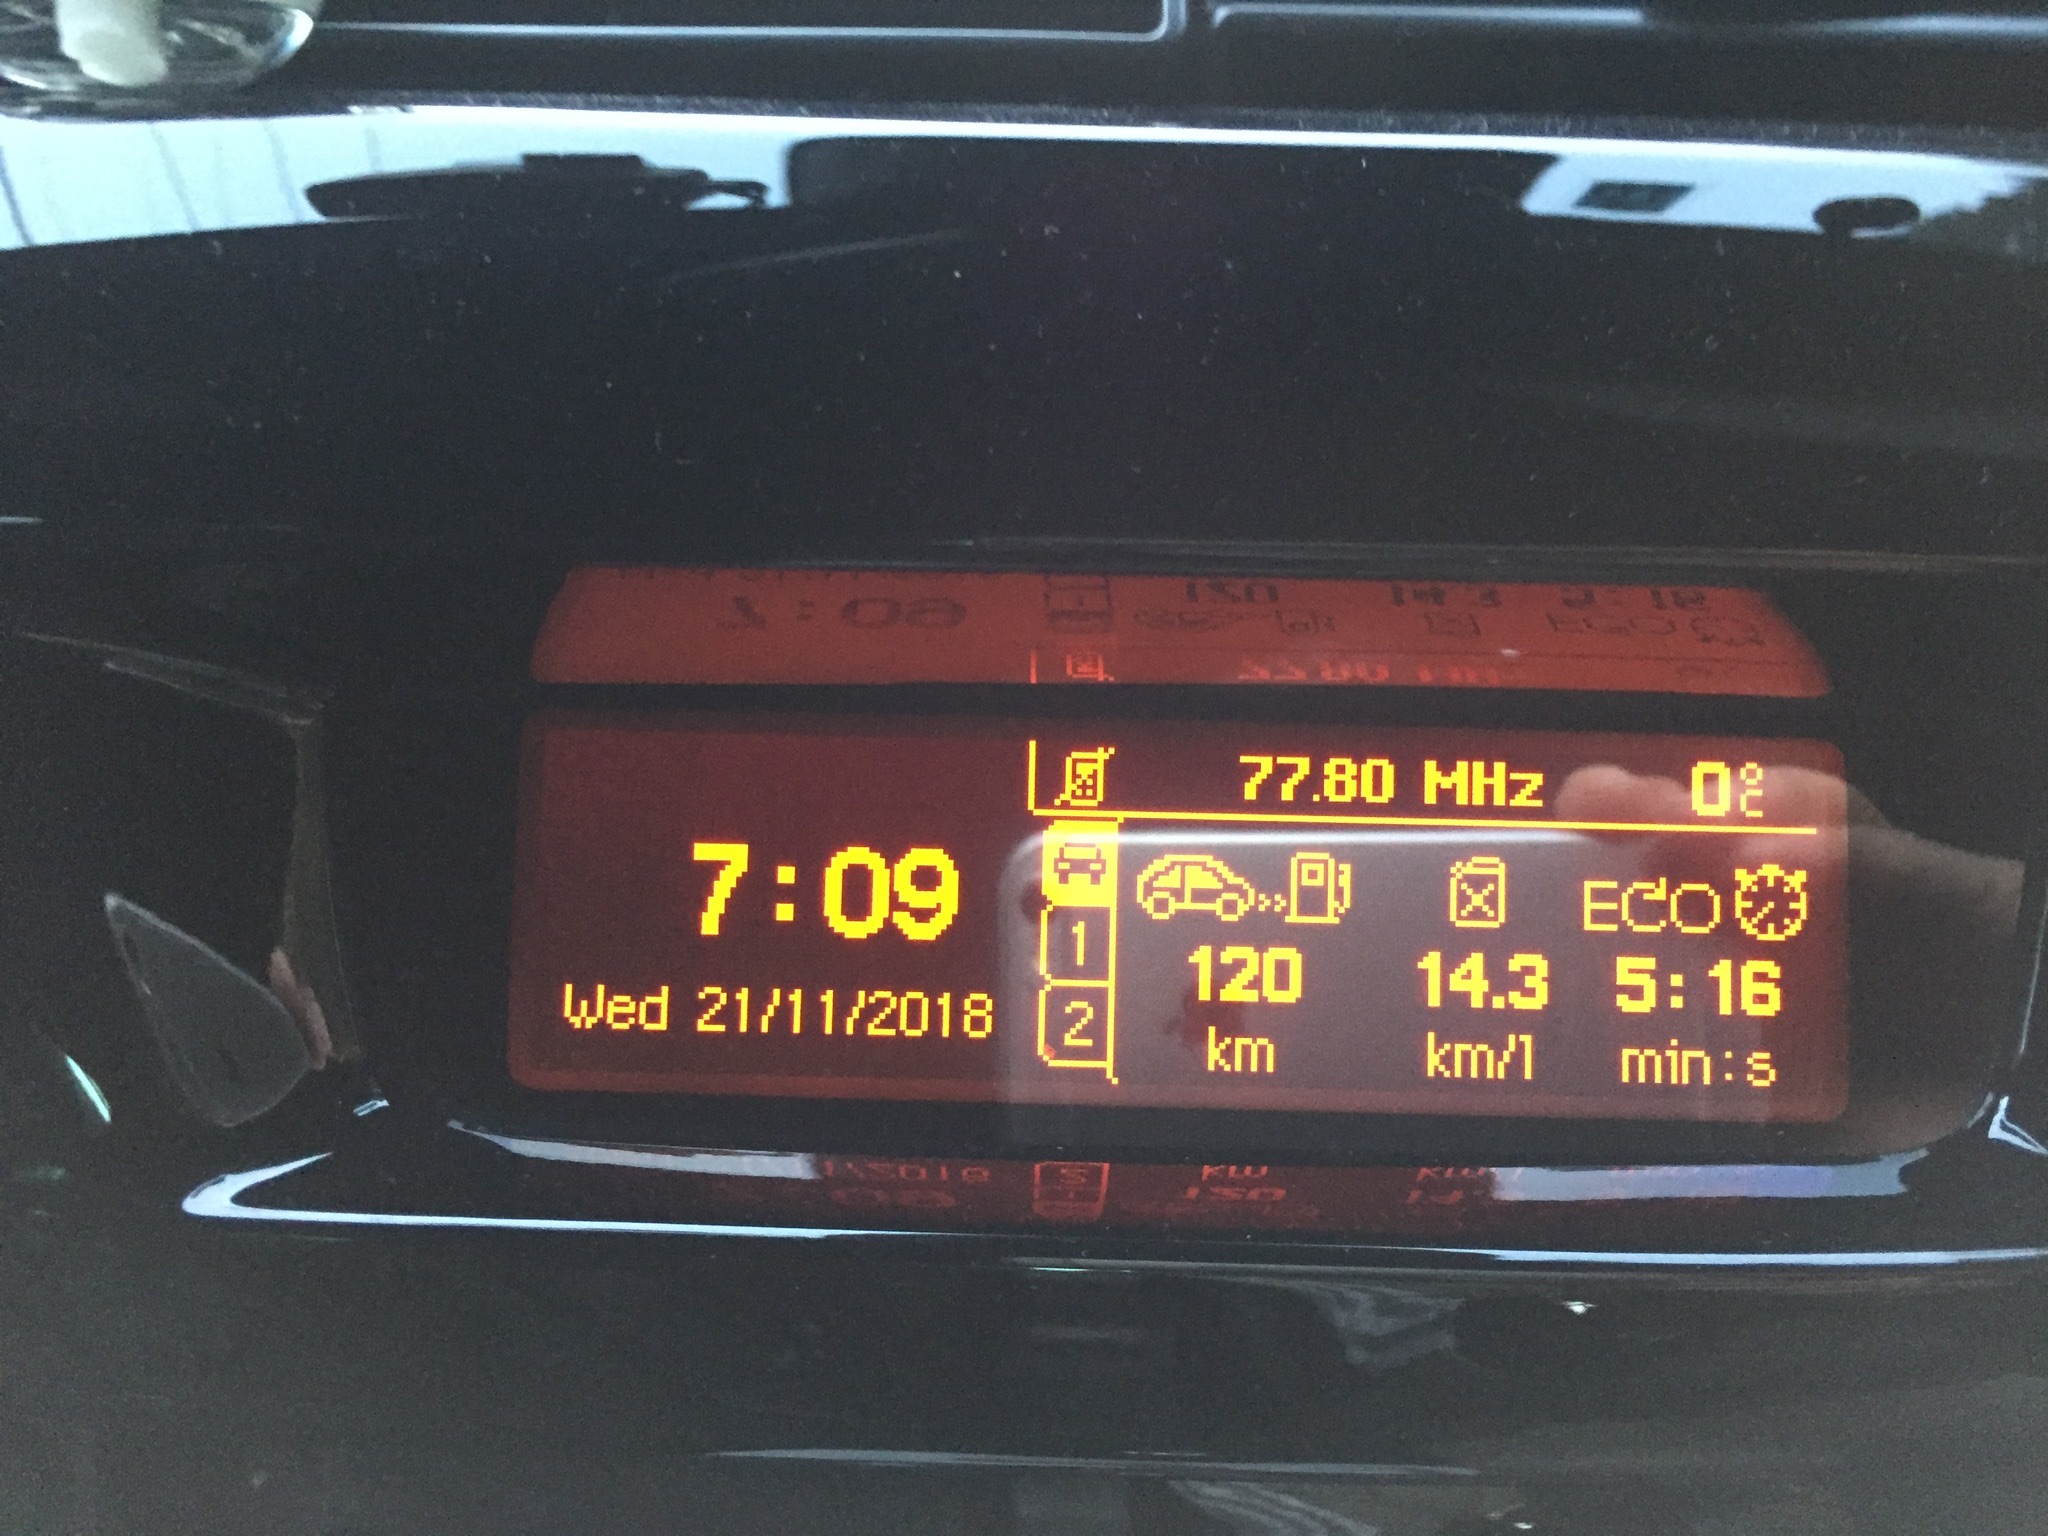 77.80 MHz 0°C
7:09
Wed 21/11/2018
1
2
ECO
120 14.3 5:16
km km/l min:s